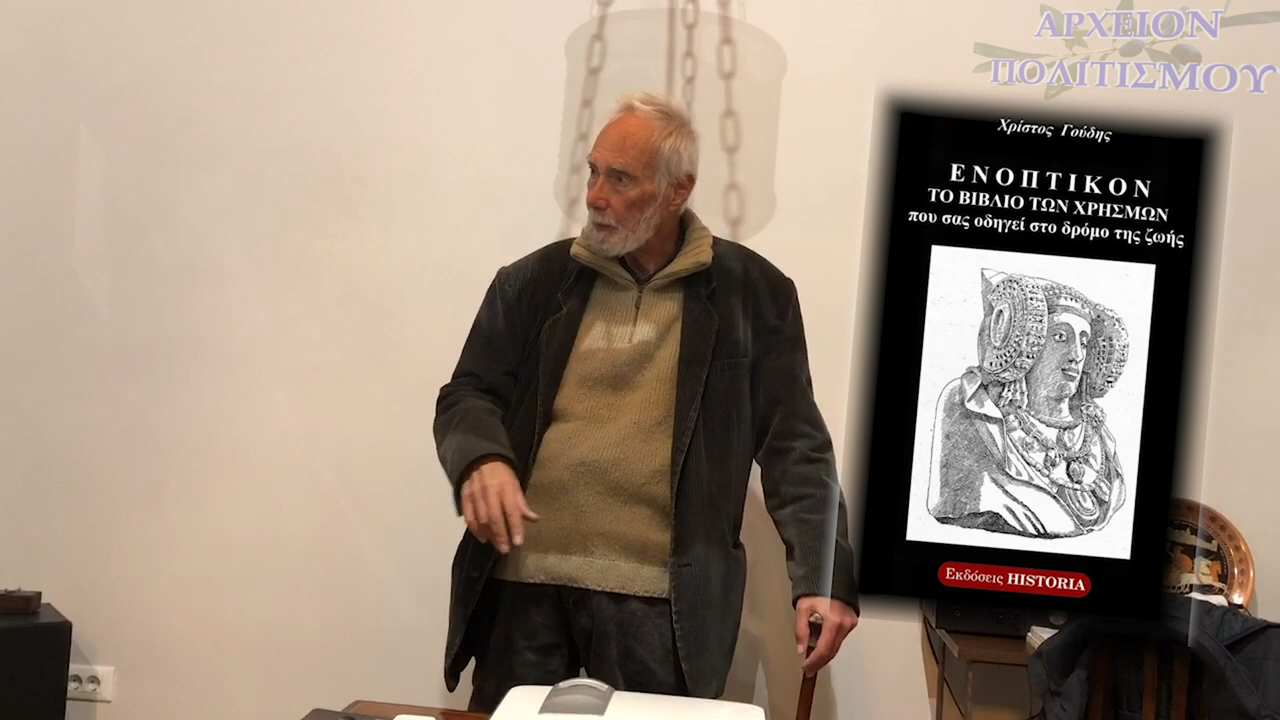 ΑΡΧΕΙΟΝ
ΠΟΛΙΤΙΣΜΟΥ
Χρίστος Γούδης
ΕΝΟΠΤΙΚΟΝ
ΤΟ ΒΙΒΛΙΟ ΤΩΝ ΧΡΗΣΜΩΝ
που σας οδηγεί στο δρόμο της ζωής
Εκδόσεις HISTORIA